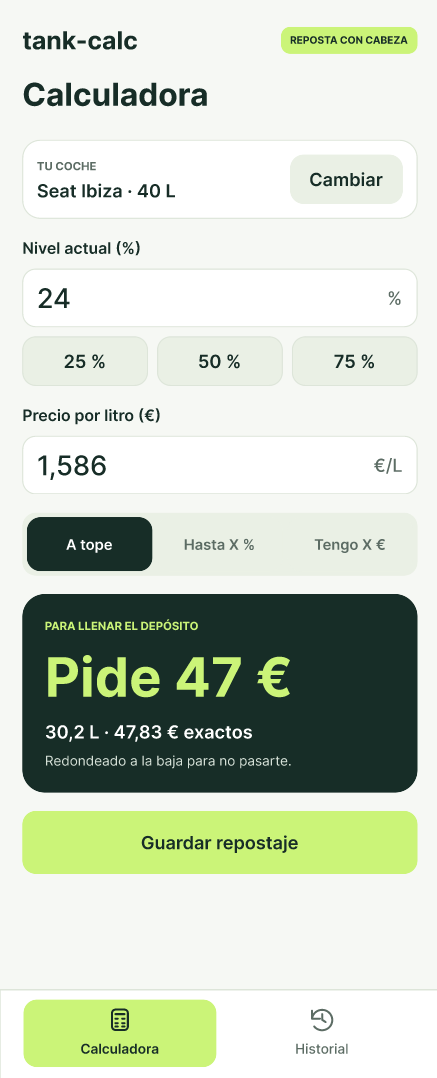 tank-calc
REPOSTA CON CABEZA
Calculadora
TU COCHE
Seat Ibiza · 40 L
Cambiar
Nivel actual (%)
24 %
25 % 50 % 75 %
Precio por litro (€)
1,586 €/L
A tope Hasta X % Tengo X €
PARA LLENAR EL DEPÓSITO
Pide 47 €
30,2 L · 47,83 € exactos
Redondeado a la baja para no pasarte.
Guardar repostaje
Calculadora Historial